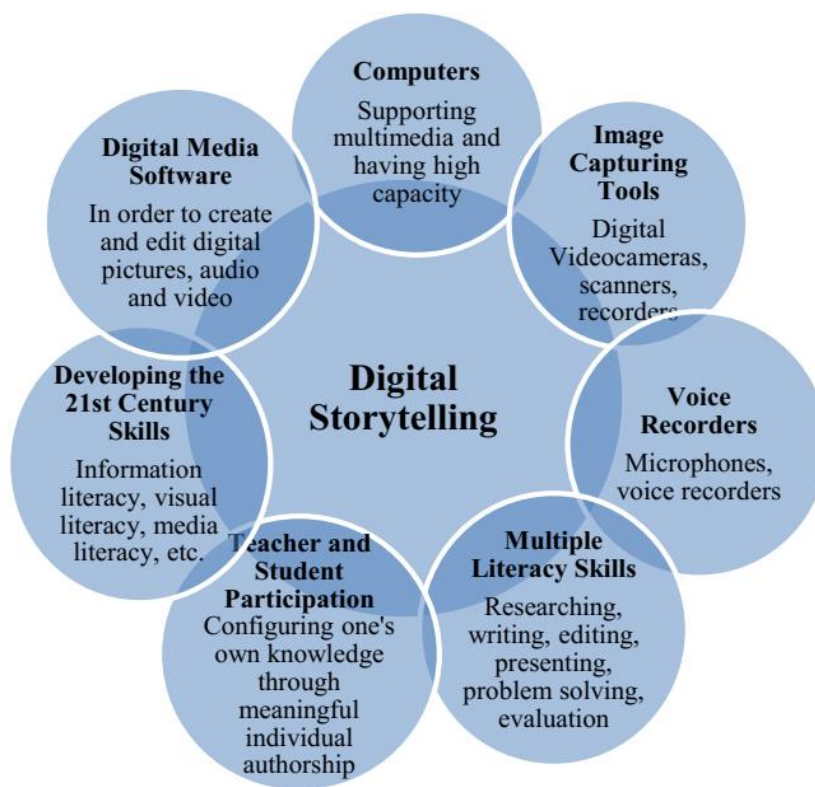 Computers
Supporting
multimedia and
having high
capacity
Image
Capturing
Tools
Digital
Videocameras,
scanners,
recorders
Voice
Recorders
Microphones,
voice recorders
Multiple
Literacy Skills
Researching,
writing, editing,
presenting,
problem solving,
evaluation
Teacher and
Student
Participation
Configuring one's
own knowledge
through
meaningful
individual
authorship
Developing the
21st Century
Skills
Information
literacy, visual
literacy, media
literacy, etc.
Digital Media
Software
In order to create
and edit digital
pictures, audio
and video
Digital
Storytelling